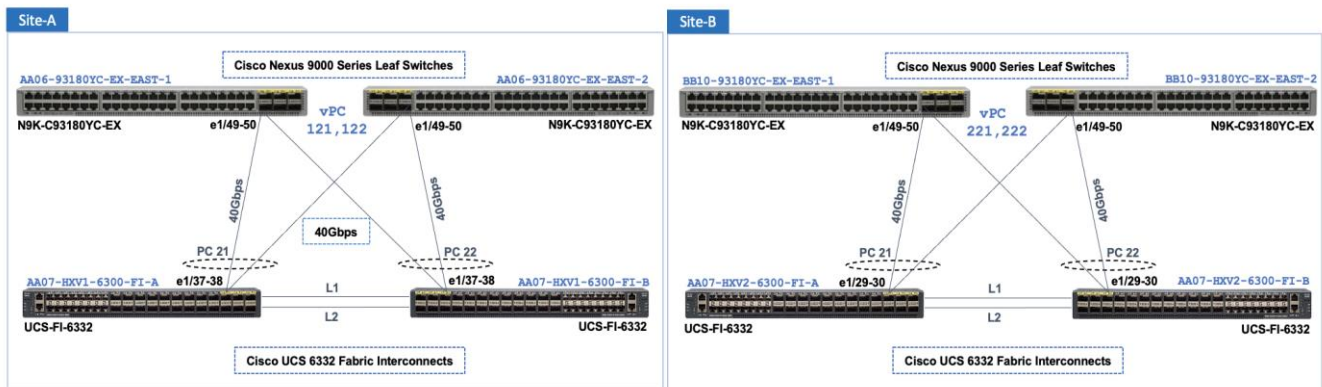 Site-A
Cisco Nexus 9000 Series Leaf Switches
AA06-93180YC-EX-EAST-1
AA06-93180YC-EX-EAST-2
N9K-C93180YC-EX
e1/49-50
vPC
121,122
e1/49-50
N9K-C93180YC-EX
40Gbps
40Gbps
40Gbps
PC 21
PC 22
AA07-HXV1-6300-FI-A
e1/37-38
e1/37-38
AA07-HXV1-6300-FI-B
L1
L2
UCS-FI-6332
UCS-FI-6332
Cisco UCS 6332 Fabric Interconnects
Site-B
Cisco Nexus 9000 Series Leaf Switches
BB10-93180YC-EX-EAST-1
BB10-93180YC-EX-EAST-2
N9K-C93180YC-EX
e1/49-50
vPC
221,222
e1/49-50
N9K-C93180YC-EX
40Gbps
40Gbps
PC 21
PC 22
AA07-HXV2-6300-FI-A
e1/29-30
e1/29-30
AA07-HXV2-6300-FI-B
L1
L2
UCS-FI-6332
UCS-FI-6332
Cisco UCS 6332 Fabric Interconnects